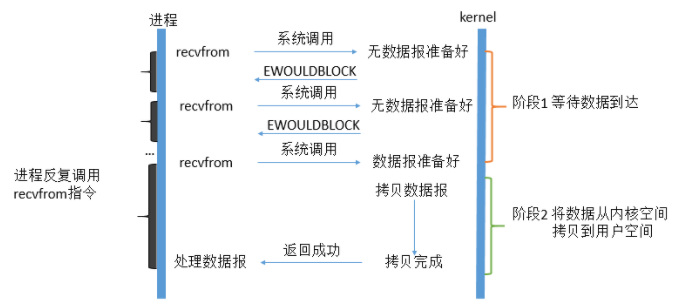 进程
kernel
recvfrom
系统调用
无数据报准备好
EWOULDBLOCK
recvfrom
系统调用
无数据报准备好
阶段1 等待数据到达
EWOULDBLOCK
...
recvfrom
系统调用
数据报准备好
进程反复调用
recvfrom指令
拷贝数据报
阶段2 将数据从内核空间
拷贝到用户空间
处理数据报
返回成功
拷贝完成